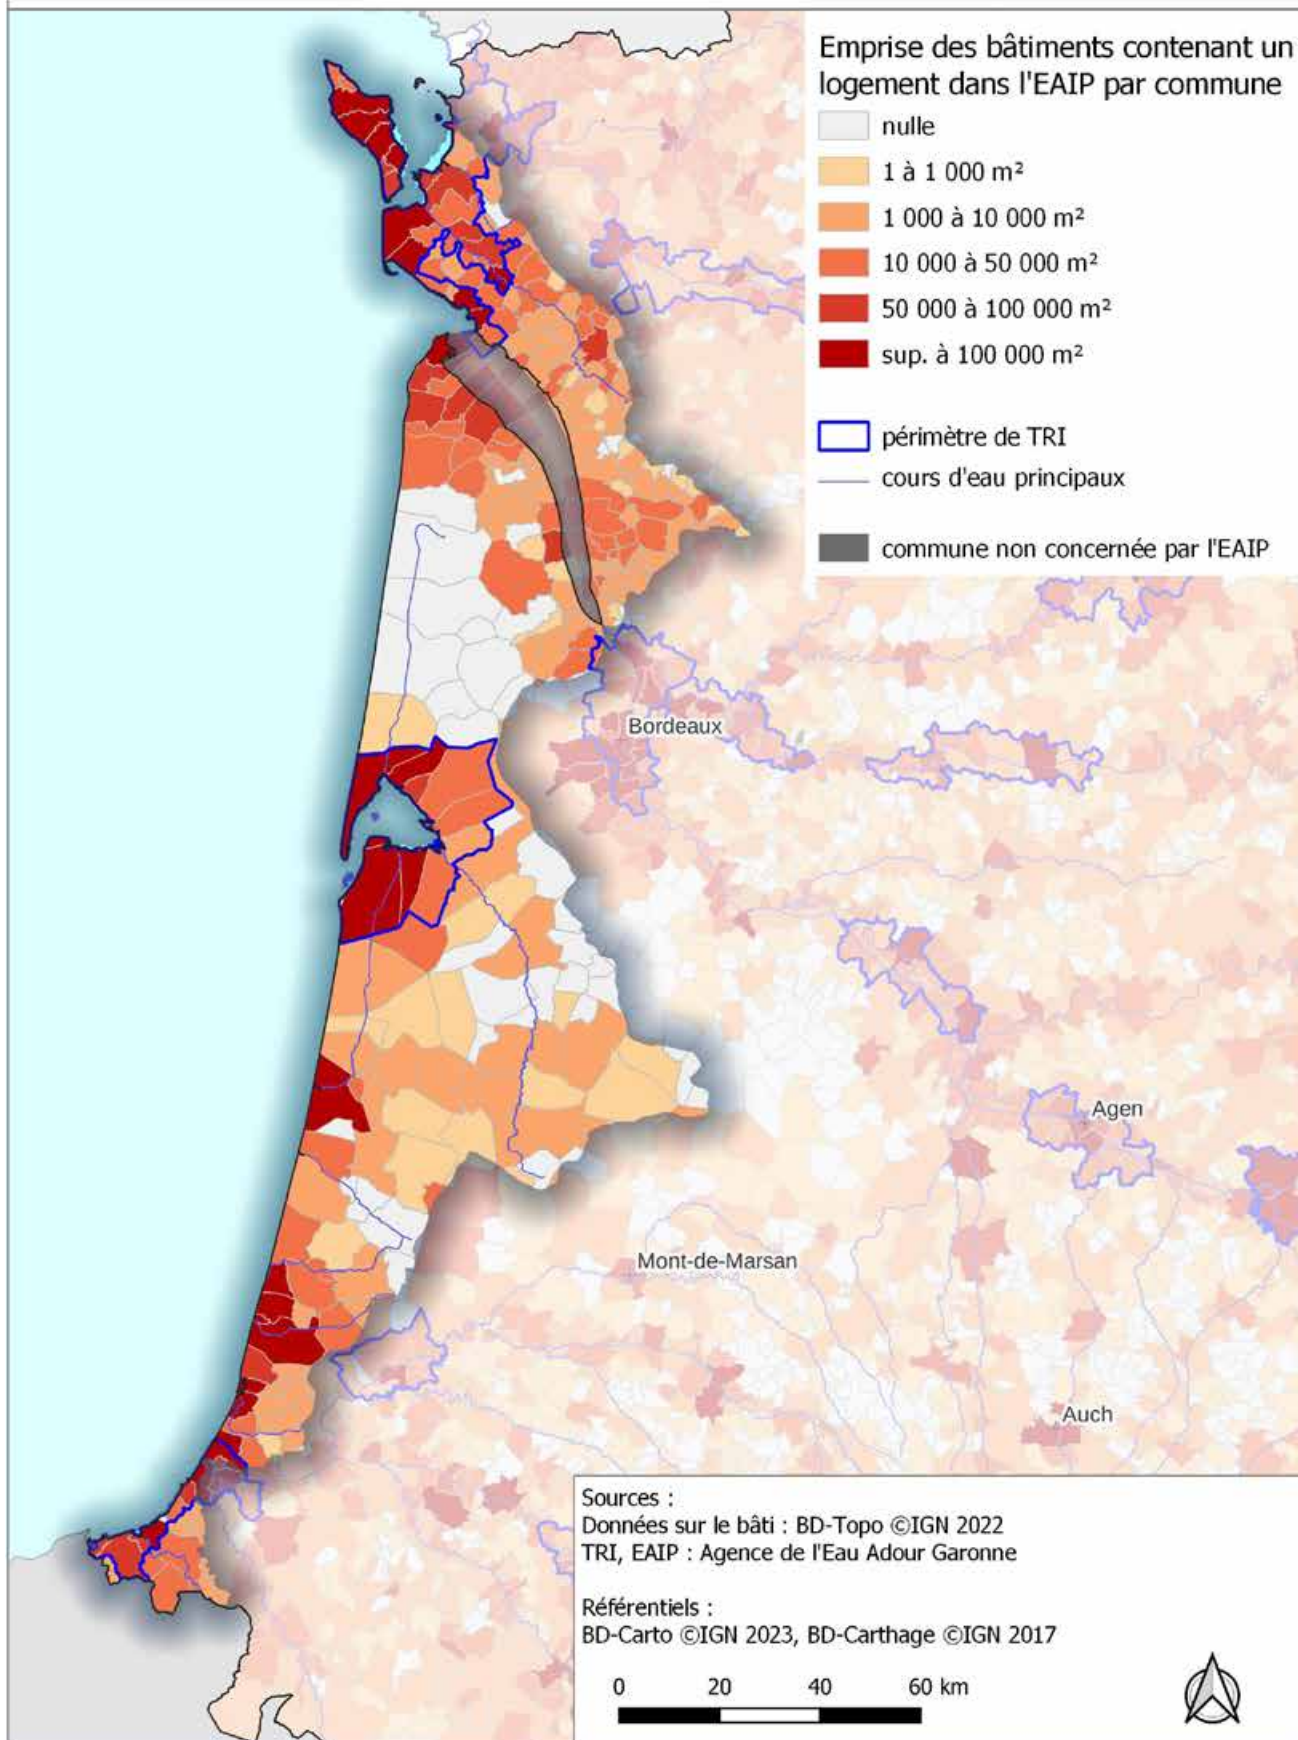 Emprise des bâtiments contenant un
logement dans l'EAIP par commune
nulle
1 à 1 000 m²
1 000 à 10 000 m²
10 000 à 50 000 m²
50 000 à 100 000 m²
sup. à 100 000 m²
périmètre de TRI
cours d'eau principaux
commune non concernée par l'EAIP
Bordeaux
Agen
Mont-de-Marsan
Auch
Sources :
Données sur le bâti : BD-Topo ©IGN 2022
TRI, EAIP : Agence de l'Eau Adour Garonne
Référentiels :
BD-Carto ©IGN 2023, BD-Carthage ©IGN 2017
0 20 40 60 km